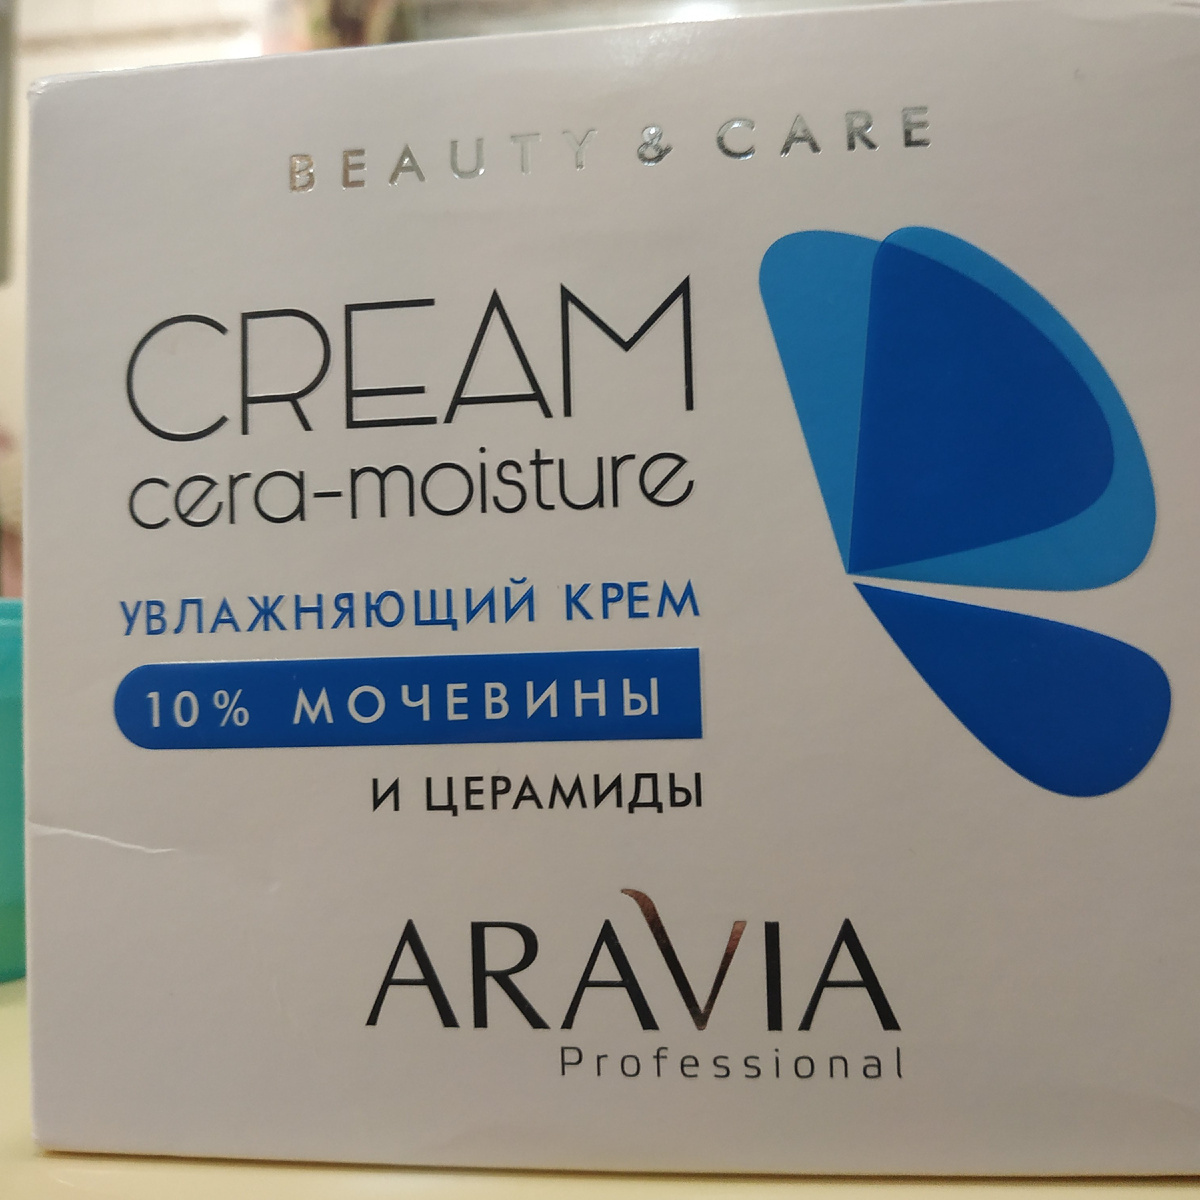 BEAUTY & CARE
CREAM
cera-moisture
УВЛАЖНЯЮЩИЙ КРЕМ
10% МОЧЕВИНЫ
И ЦЕРАМИДЫ
ARAVIA
Professional